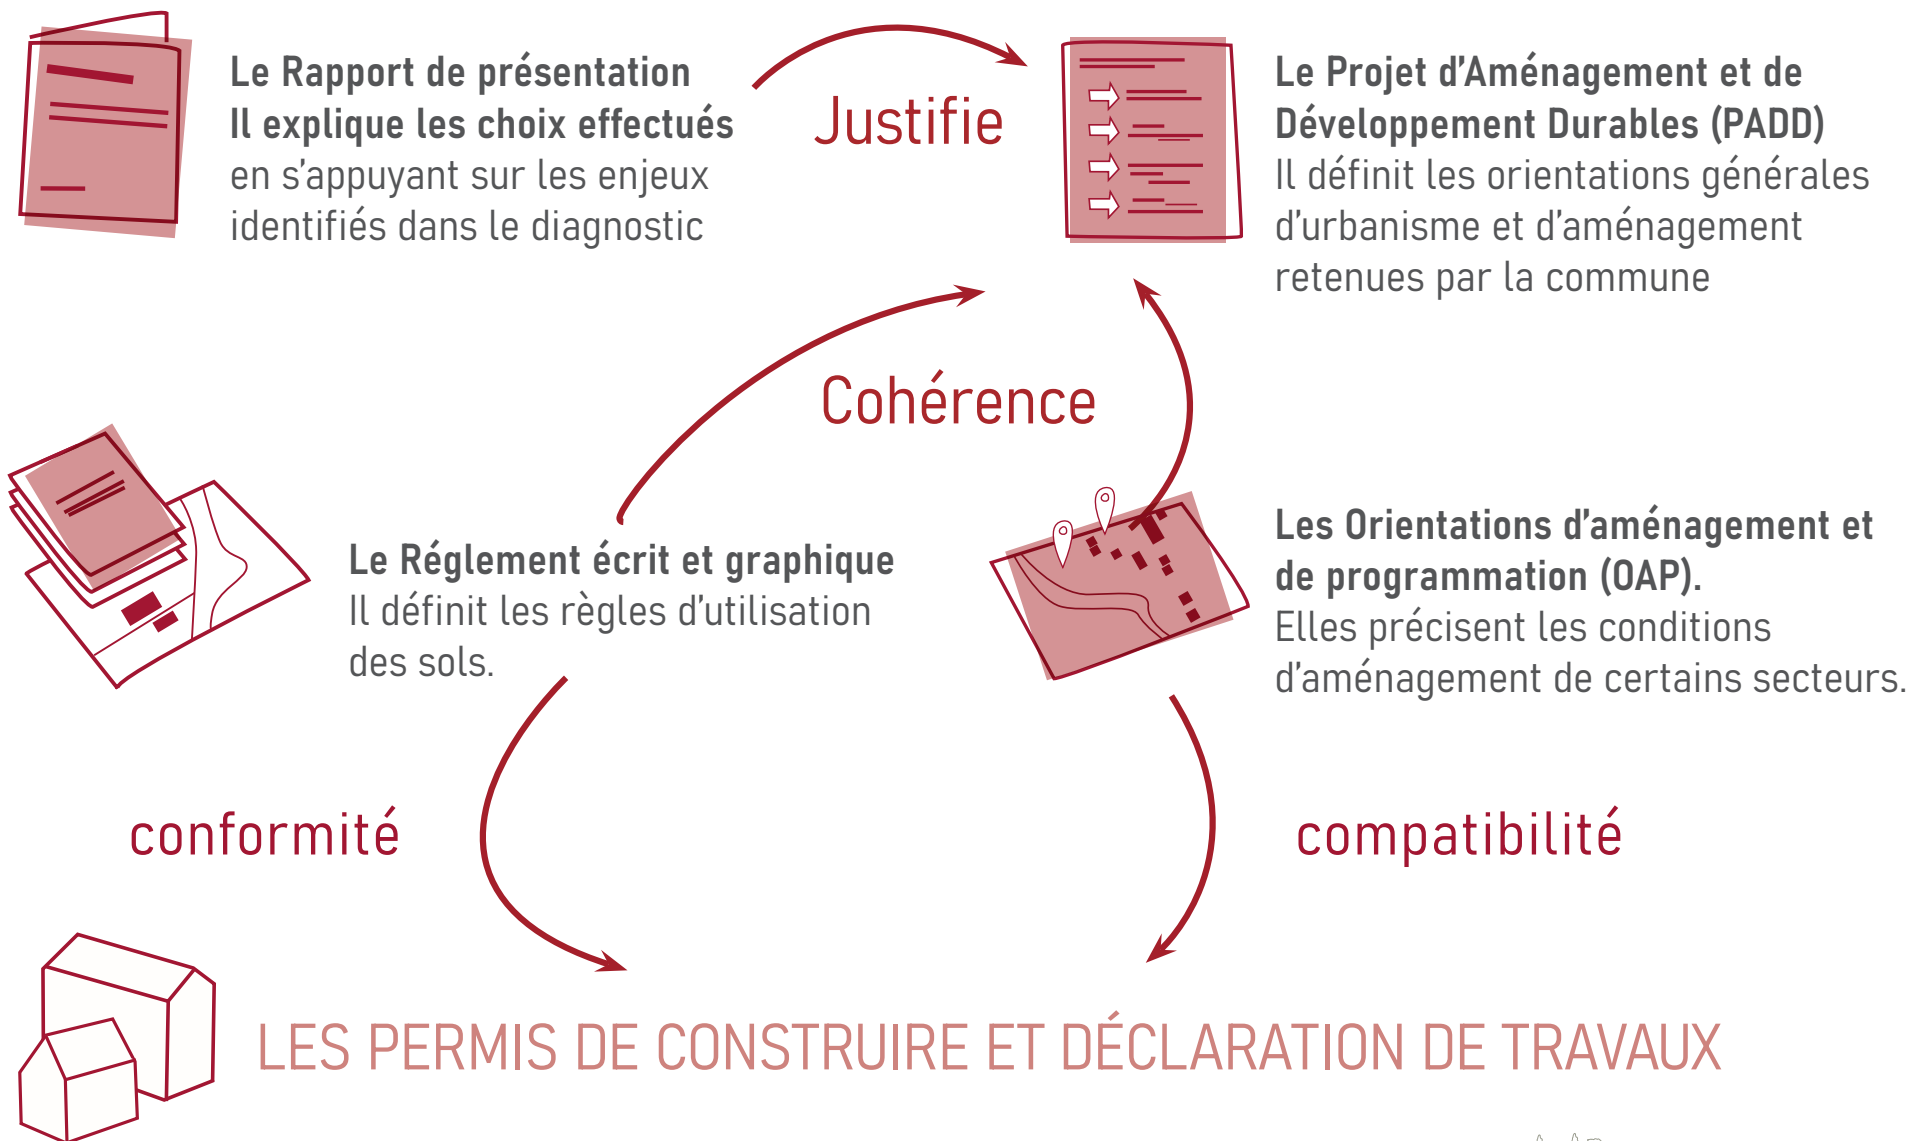 Le Rapport de présentation
Il explique les choix effectués
en s'appuyant sur les enjeux
identifiés dans le diagnostic
Justifie
Le Projet d'Aménagement et de
Développement Durables (PADD)
Il définit les orientations générales
d'urbanisme et d'aménagement
retenues par la commune
Cohérence
Le Réglement écrit et graphique
Il définit les règles d'utilisation
des sols.
Les Orientations d'aménagement et
de programmation (OAP).
Elles précisent les conditions
d'aménagement de certains secteurs.
conformité
compatibilité
LES PERMIS DE CONSTRUIRE ET DÉCLARATION DE TRAVAUX